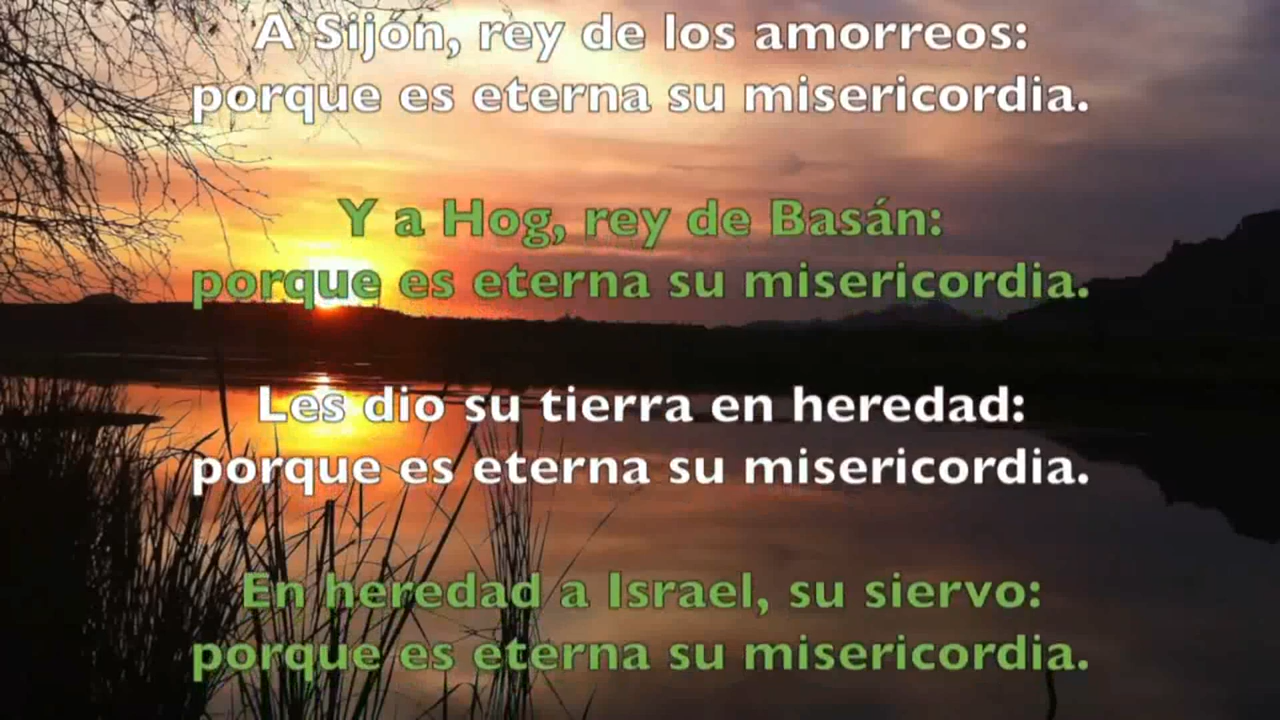 A Sijón, rey de los amorreos:
porque es eterna su misericordia.
Y a Hog, rey de Basán:
porque es eterna su misericordia.
Les dio su tierra en heredad:
porque es eterna su misericordia.
En heredad a Israel, su siervo:
porque es eterna su misericordia.